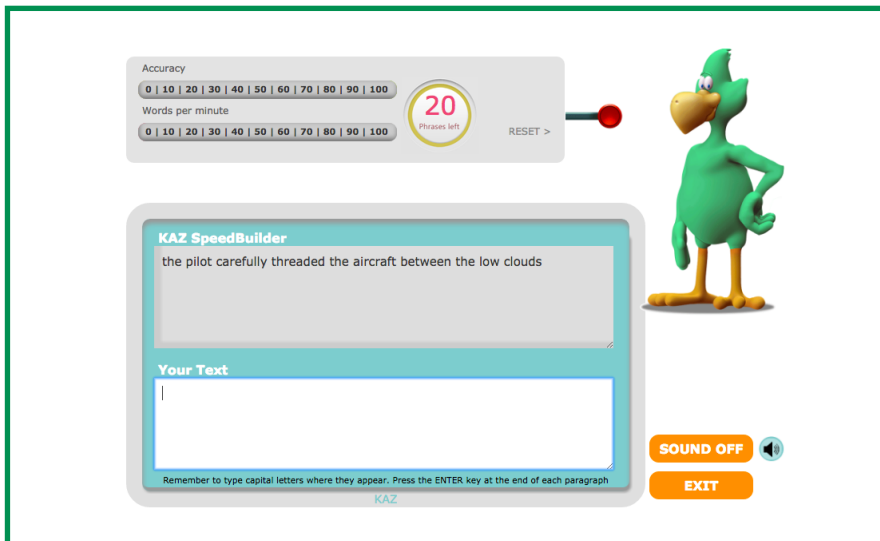 Accuracy
0 | 10 | 20 | 30 | 40 | 50 | 60 | 70 | 80 | 90 | 100
Words per minute
0 | 10 | 20 | 30 | 40 | 50 | 60 | 70 | 80 | 90 | 100
20
Phrases left
RESET >
KAZ SpeedBuilder
the pilot carefully threaded the aircraft between the low clouds
Your Text
Remember to type capital letters where they appear. Press the ENTER key at the end of each paragraph
KAZ
SOUND OFF
EXIT